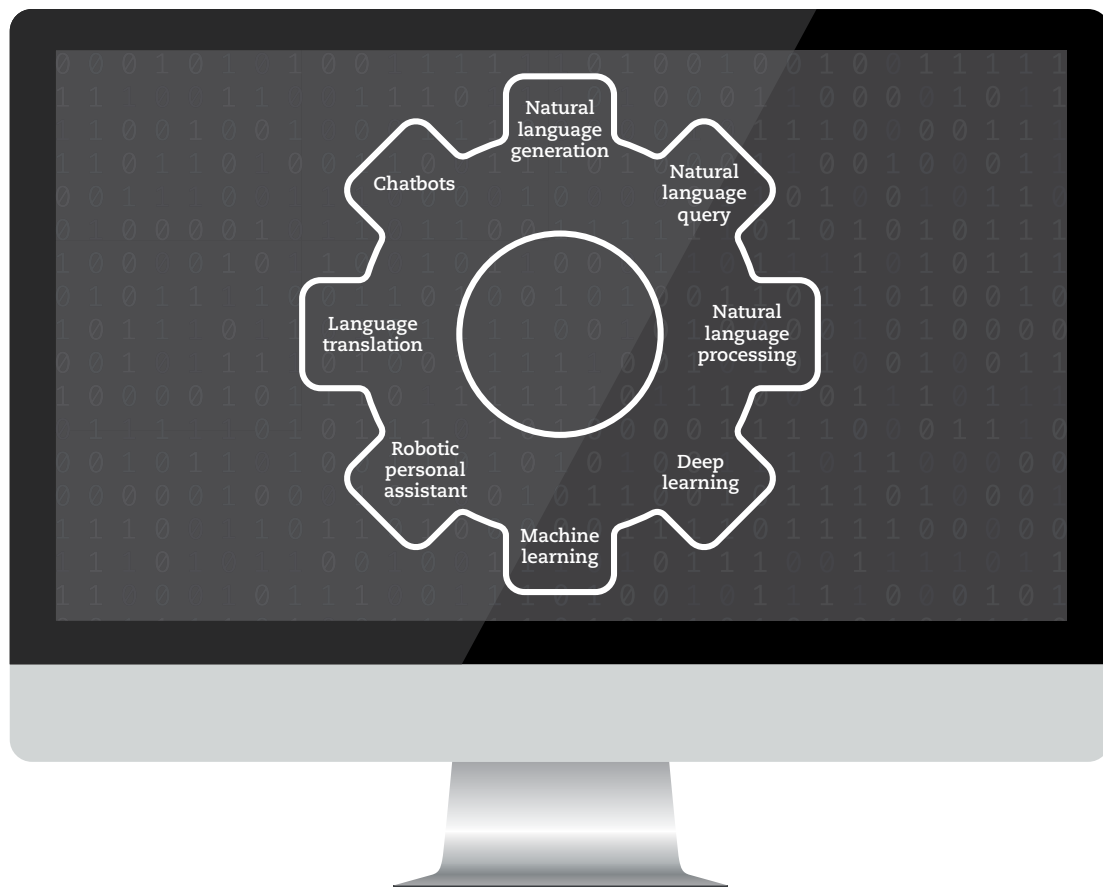 Natural
language
generation
Natural
language
query
Natural
language
processing
Deep
learning
Machine
learning
Robotic
personal
assistant
Language
translation
Chatbots